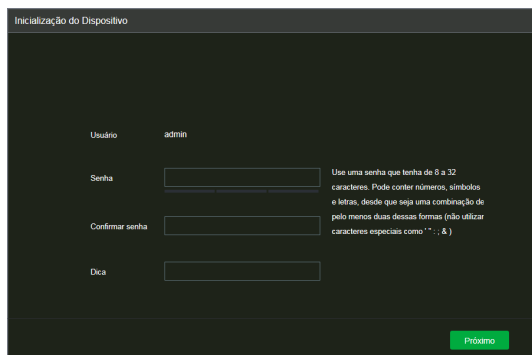 Inicialização do Dispositivo
Usuário admin
Senha
Use uma senha que tenha de 8 a 32
caracteres. Pode conter números, símbolos
e letras, desde que seja uma combinação de
pelo menos duas dessas formas (não utilizar
caracteres especiais como ' " : ; & )
Confirmar senha
Dica
Próximo